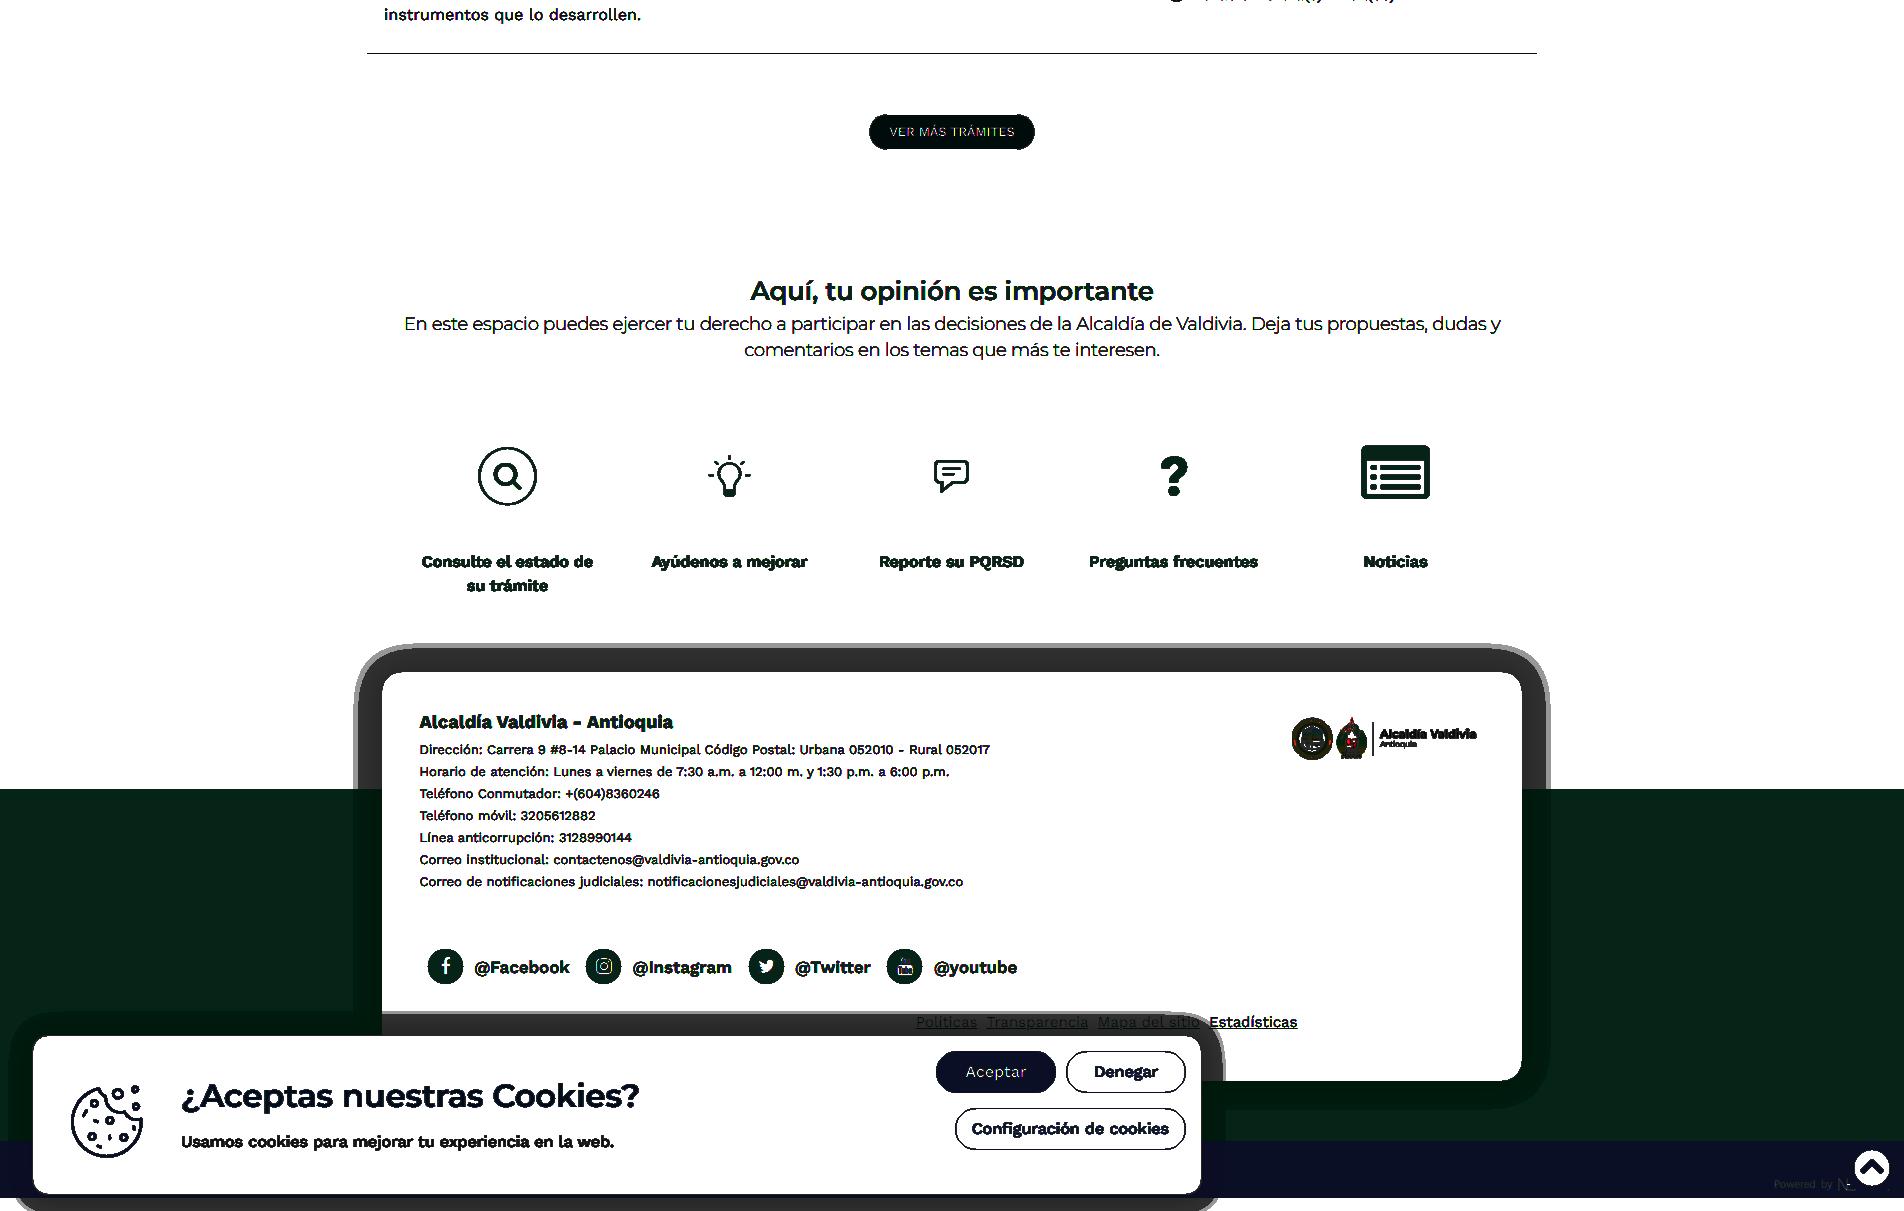 instrumentos que lo desarrollen.
VER MÁS TRÁMITES
Aquí, tu opinión es importante
En este espacio puedes ejercer tu derecho a participar en las decisiones de la Alcaldía de Valdivia. Deja tus propuestas, dudas y
comentarios en los temas que más te interesen.
Consulte el estado de
su trámite
Ayúdenos a mejorar
Reporte su PQRSD
Preguntas frecuentes
Noticias
Alcaldía Valdivia - Antioquia
Dirección: Carrera 9 #8-14 Palacio Municipal Código Postal: Urbana 052010 - Rural 052017
Horario de atención: Lunes a viernes de 7:30 a.m. a 12:00 m. y 1:30 p.m. a 6:00 p.m.
Teléfono Conmutador: +(604)8360246
Teléfono móvil: 3205612882
Línea anticorrupción: 3128990144
Correo institucional: contactenos@valdivia-antioquia.gov.co
Correo de notificaciones judiciales: notificacionesjudiciales@valdivia-antioquia.gov.co
Alcaldía Valdivia
Antioquia
@Facebook @Instagram @Twitter @youtube
Políticas Transparencia Mapa del sitio Estadísticas
¿Aceptas nuestras Cookies?
Usamos cookies para mejorar tu experiencia en la web.
Aceptar
Denegar
Configuración de cookies
Powered by